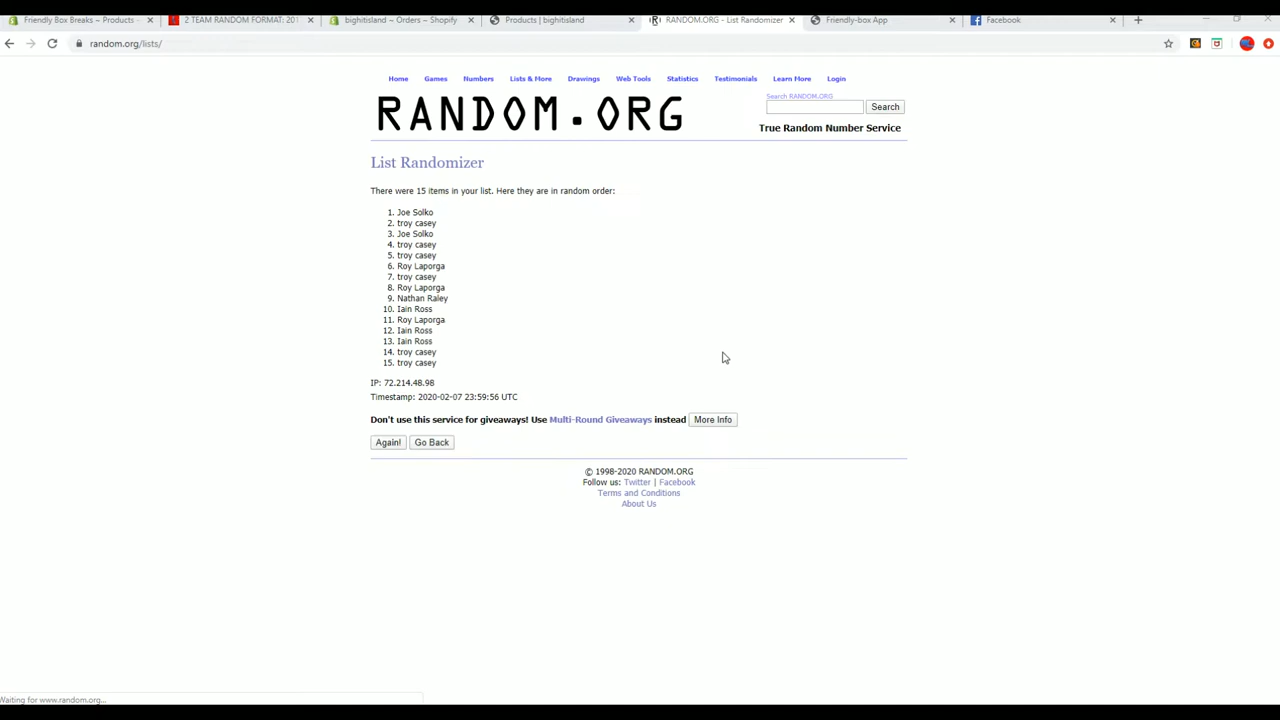 Friendly Box Breaks ~ Products
2 TEAM RANDOM FORMAT: 201
bighitisland ~ Orders ~ Shopify
Products | bighitisland
RANDOM.ORG - List Randomizer
Friendly-box App
Facebook
random.org/lists/
Home Games Numbers Lists & More Drawings Web Tools Statistics Testimonials Learn More Login
RANDOM.ORG
Search RANDOM.ORG
Search
True Random Number Service
List Randomizer
There were 15 items in your list. Here they are in random order:
1. Joe Solko
2. troy casey
3. Joe Solko
4. troy casey
5. troy casey
6. Roy Laporga
7. troy casey
8. Roy Laporga
9. Nathan Raley
10. Iain Ross
11. Roy Laporga
12. Iain Ross
13. Iain Ross
14. troy casey
15. troy casey
IP: 72.214.48.98
Timestamp: 2020-02-07 23:59:56 UTC
Don't use this service for giveaways! Use Multi-Round Giveaways instead More Info
Again! Go Back
© 1998-2020 RANDOM.ORG
Follow us: Twitter | Facebook
Terms and Conditions
About Us
Waiting for www.random.org...